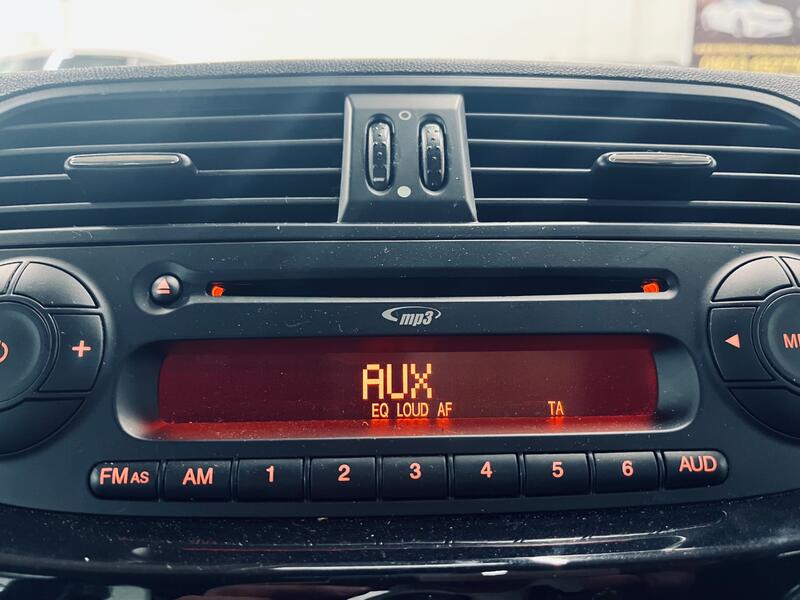 mp3
AUX
EQ LOUD AF TA
FM AS AM 1 2 3 4 5 6 AUD
+